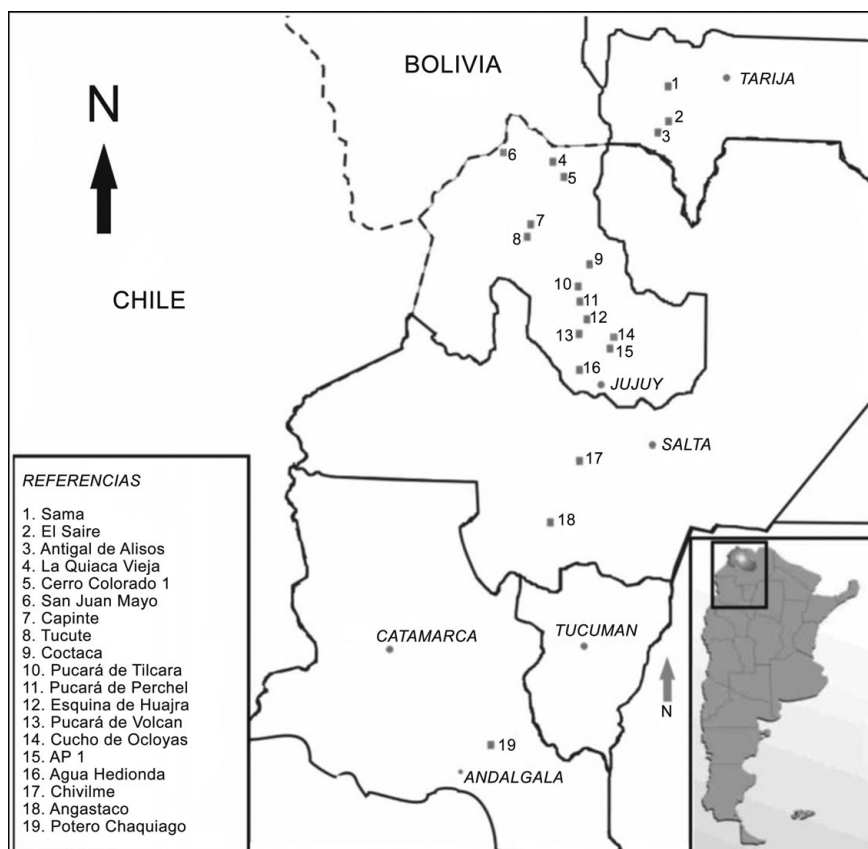 BOLIVIA
N
TARIJA
CHILE
1
2
3
6
4
5
7
8
9
10
11
12
13
14
15
16
JUJUY
17
SALTA
18
CATAMARCA
TUCUMAN
19
ANDALGALA
REFERENCIAS
1. Sama
2. El Saire
3. Antigal de Alisos
4. La Quiaca Vieja
5. Cerro Colorado 1
6. San Juan Mayo
7. Capinte
8. Tucute
9. Coctaca
10. Pucará de Tilcara
11. Pucará de Perchel
12. Esquina de Huajra
13. Pucará de Volcan
14. Cucho de Ocloyas
15. AP 1
16. Agua Hedionda
17. Chivilme
18. Angastaco
19. Potero Chaquiago
N